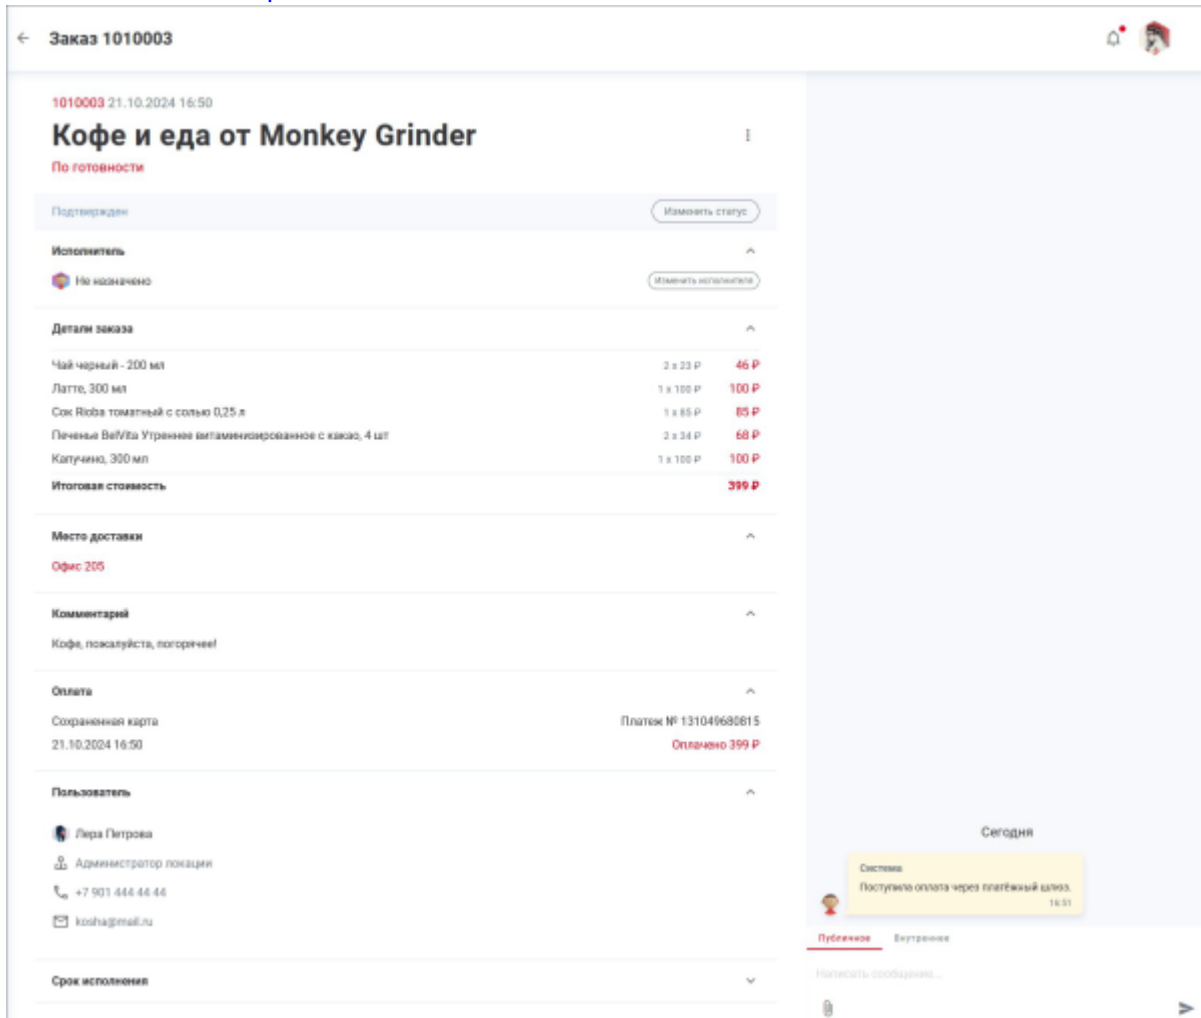 Заказ 1010003
1010003 21.10.2024 16:50
Кофе и еда от Monkey Grinder
По готовности
Подтвержден
Изменить статус
Исполнитель
Не назначено
Изменить исполнителя
Детали заказа
Чай черный - 200 мл 2 x 23 ₽ 46 ₽
Латте, 300 мл 1 x 100 ₽ 100 ₽
Сок Rioba томатный с солью 0,25 л 1 x 85 ₽ 85 ₽
Печенье BelVita Утреннее витаминизированное с какао, 4 шт 2 x 34 ₽ 68 ₽
Капучино, 300 мл 1 x 100 ₽ 100 ₽
Итоговая стоимость 399 ₽
Место доставки
Офис 205
Комментарий
Кофе, пожалуйста, погорячее!
Оплата
Сохраненная карта Платеж № 131049680815
21.10.2024 16:50 Оплачено 399 ₽
Пользователь
Лера Петрова
Администратор локации
+7 901 444 44 44
kosha@mail.ru
Срок исполнения
Сегодня
Система
Поступила оплата через платёжный шлюз.
16:51
Публичное Внутреннее
Написать сообщение...